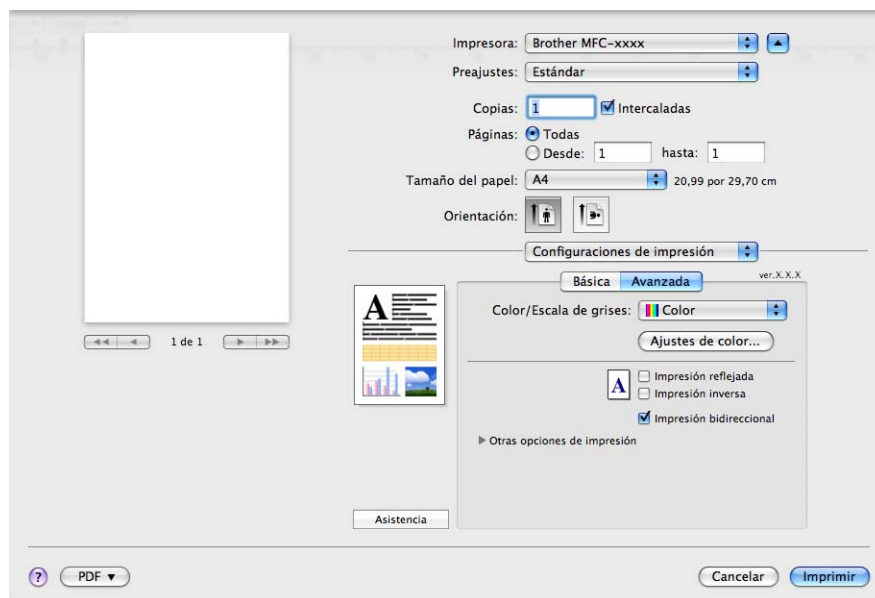 Impresora: Brother MFC-xxxx
Preajustes: Estándar
Copias: 1 Intercaladas
Páginas: Todas
Desde: 1 hasta: 1
Tamaño del papel: A4 20,99 por 29,70 cm
Orientación:
Configuraciones de impresión
Básica Avanzada ver.X.X.X
A
Color/Escala de grises: Color
1 de 1
Ajustes de color...
Impresión reflejada
A
Impresión inversa
Impresión bidireccional
Otras opciones de impresión
Asistencia
? PDF Cancelar Imprimir